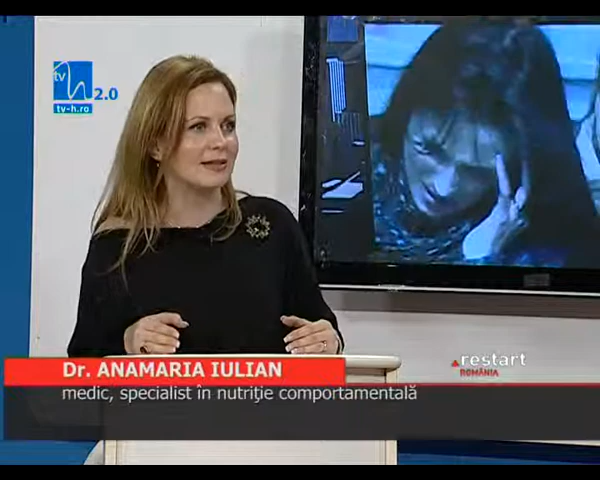 tv h 2.0
tv-h.ro
restart
ROMÂNIA
Dr. ANAMARIA IULIAN
medic, specialist în nutriţie comportamentală